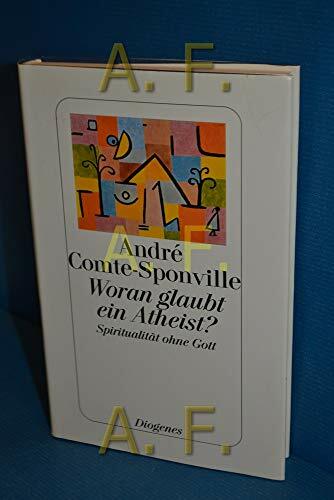 A. F.
André
Comte-Sponville
A. F.
Woran glaubt
ein Atheist?
Spiritualität ohne Gott
Diogenes
A. F.